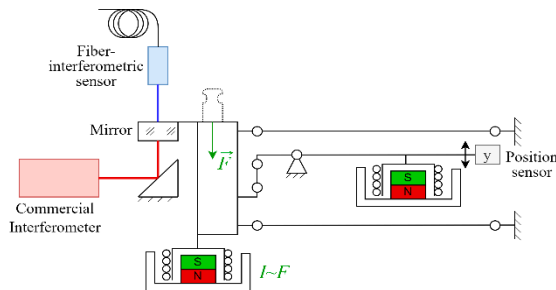 Fiber-
interferometric
sensor
Mirror
F
Commercial
Interferometer
S
N
I~F
S
N
y
Position
sensor